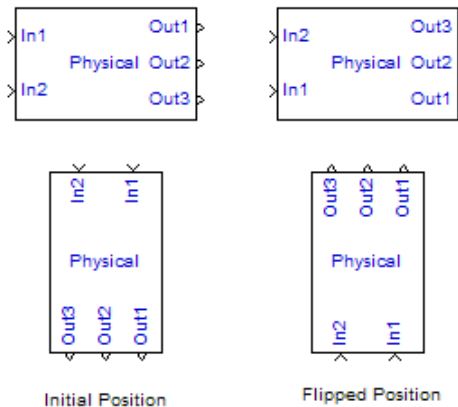 In1
In2
Physical
Out1
Out2
Out3
In2
In1
Physical
Out3
Out2
Out1
In2
In1
Physical
Out3
Out2
Out1
Initial Position
Out3
Out2
Out1
Physical
In2
In1
Flipped Position